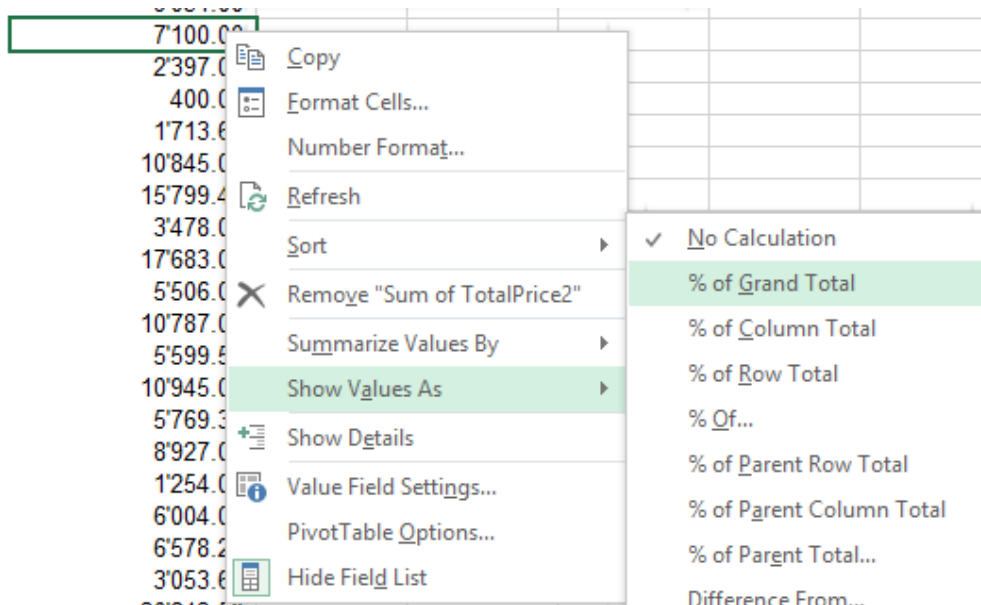 7'100.00
2'397.0
400.0
1'713.6
10'845.0
15'799.4
3'478.0
17'683.0
5'506.0
10'787.0
5'599.5
10'945.0
5'769.3
8'927.0
1'254.0
6'004.0
6'578.2
3'053.6
Copy
Format Cells...
Number Format...
Refresh
Sort
Remove "Sum of TotalPrice2"
Summarize Values By
Show Values As
Show Details
Value Field Settings...
PivotTable Options...
Hide Field List
No Calculation
% of Grand Total
% of Column Total
% of Row Total
% Of...
% of Parent Row Total
% of Parent Column Total
% of Parent Total...
Difference From...